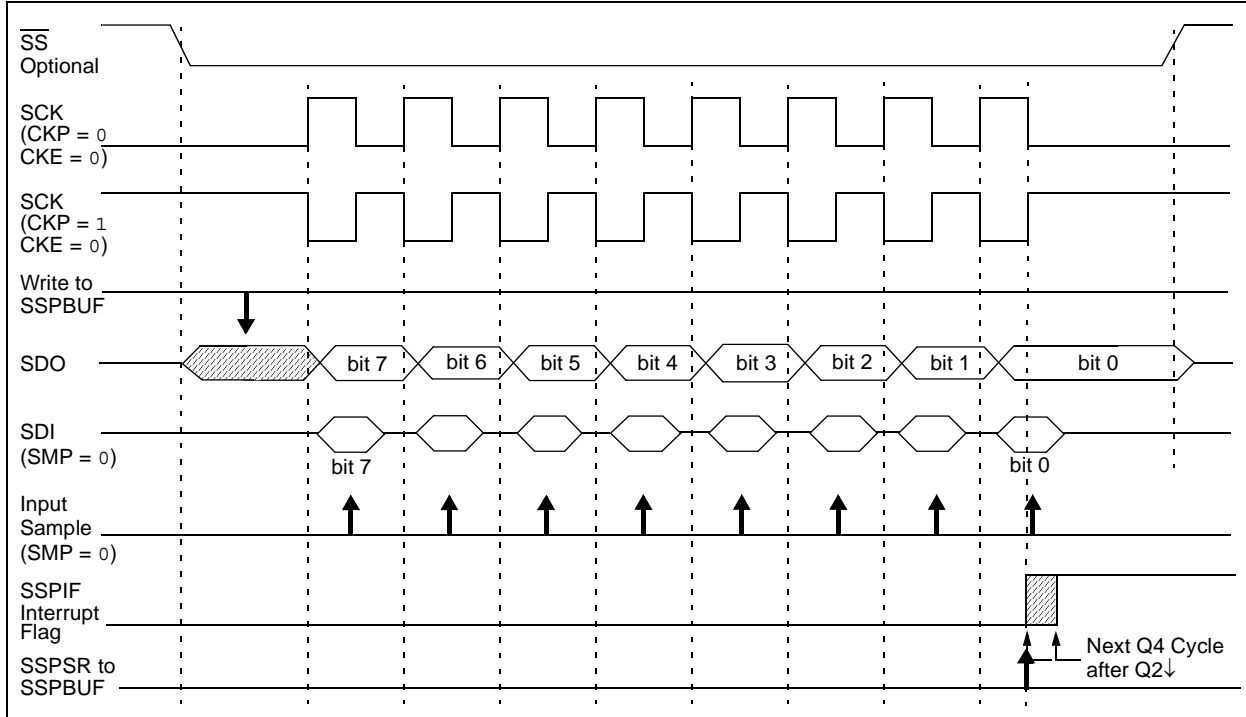 SS
Optional
SCK
(CKP = 0
CKE = 0)
SCK
(CKP = 1
CKE = 0)
Write to
SSPBUF
SDO
bit 7
bit 6
bit 5
bit 4
bit 3
bit 2
bit 1
bit 0
SDI
(SMP = 0)
bit 7
bit 0
Input
Sample
(SMP = 0)
SSPIF
Interrupt
Flag
Next Q4 Cycle
after Q2↓
SSPSR to
SSPBUF